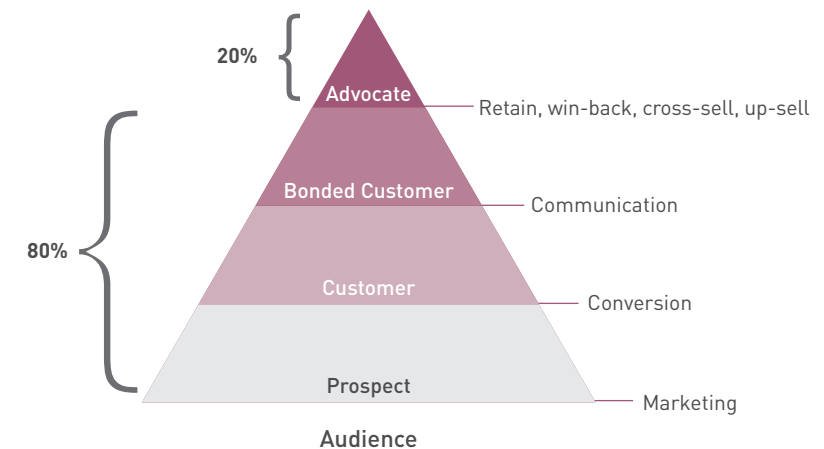 20%
Advocate
Retain, win-back, cross-sell, up-sell
Bonded Customer
Communication
80%
Customer
Conversion
Prospect
Marketing
Audience